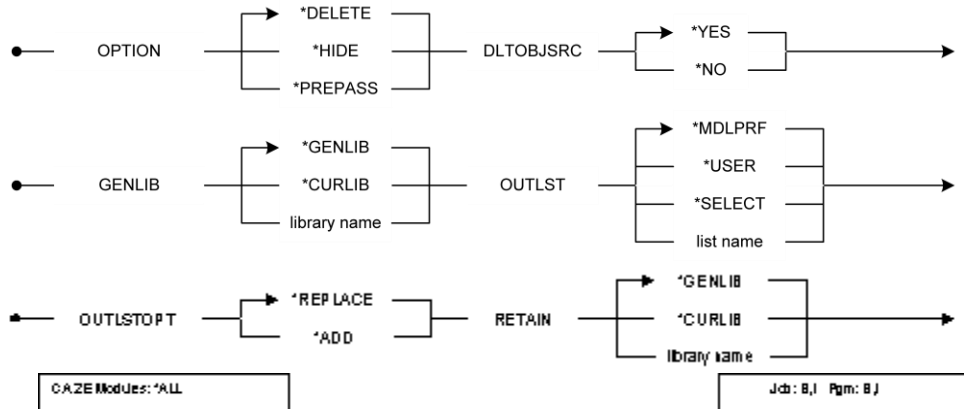 *DELETE
OPTION *HIDE DLTOBJSRC *YES
*PREPASS *NO
*GENLIB *MDLPRF
GENLIB *CURLIB OUTLST *USER
library name *SELECT
list name
OUTLSTOPT *REPLACE RETAIN *GENLIB
*ADD *CURLIB
library name
CAZE Modules: *ALL Job: B,I Pgm: B,I